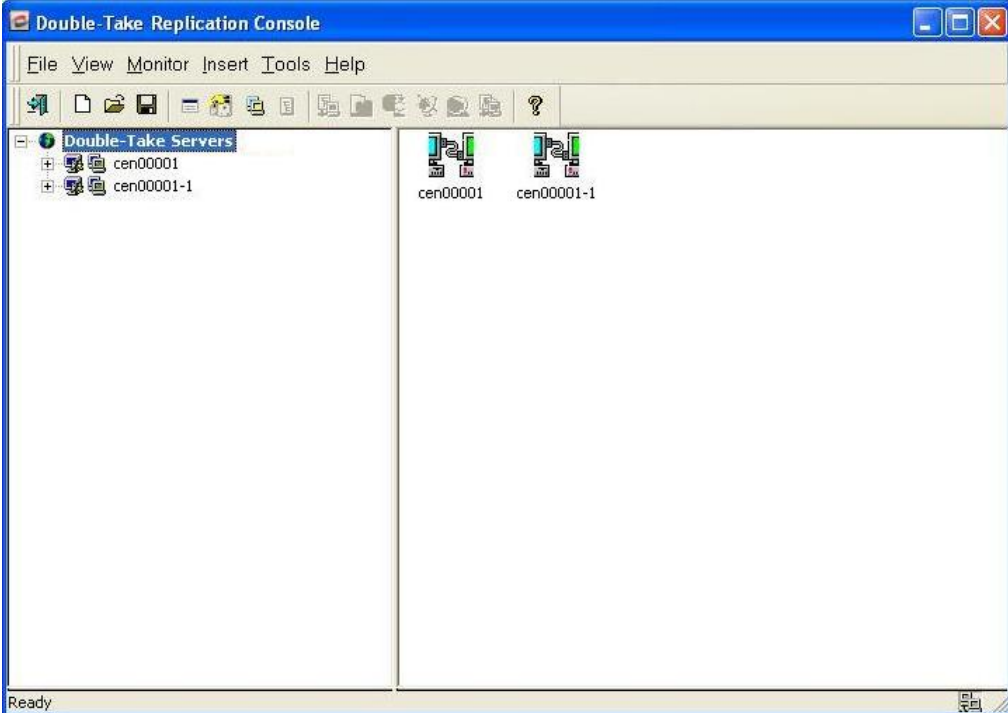 Double-Take Replication Console
File View Monitor Insert Tools Help
Double-Take Servers
cen00001
cen00001-1
cen00001 cen00001-1
Ready